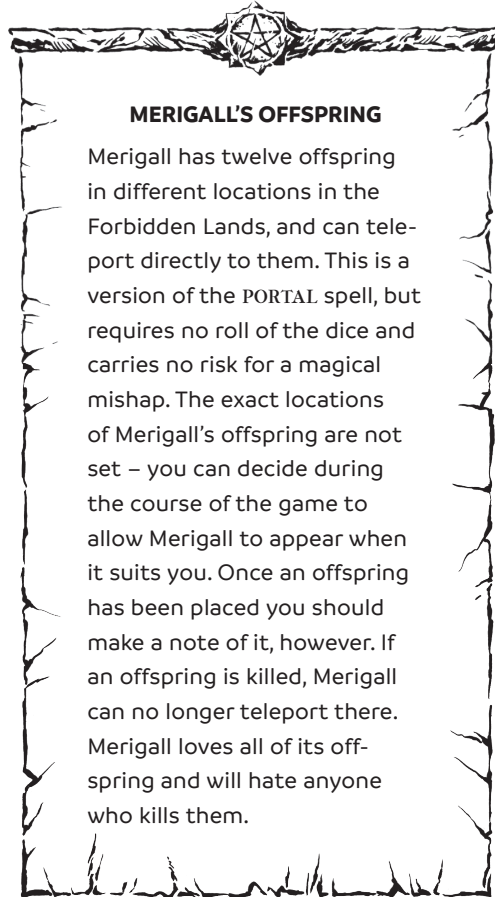 MERIGALL'S OFFSPRING
Merigall has twelve offspring
in different locations in the
Forbidden Lands, and can tele-
port directly to them. This is a
version of the PORTAL spell, but
requires no roll of the dice and
carries no risk for a magical
mishap. The exact locations
of Merigall's offspring are not
set – you can decide during
the course of the game to
allow Merigall to appear when
it suits you. Once an offspring
has been placed you should
make a note of it, however. If
an offspring is killed, Merigall
can no longer teleport there.
Merigall loves all of its off-
spring and will hate anyone
who kills them.